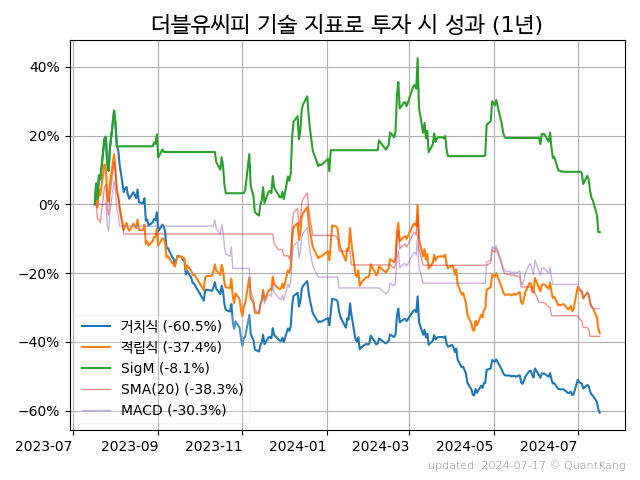 더블유씨피 기술 지표로 투자 시 성과 (1년)
40%
20%
0%
−20%
−40%
−60%
거치식 (-60.5%)
적립식 (-37.4%)
SigM (-8.1%)
SMA(20) (-38.3%)
MACD (-30.3%)
2023-07 2023-09 2023-11 2024-01 2024-03 2024-05 2024-07
updated: 2024-07-17 © QuantKang